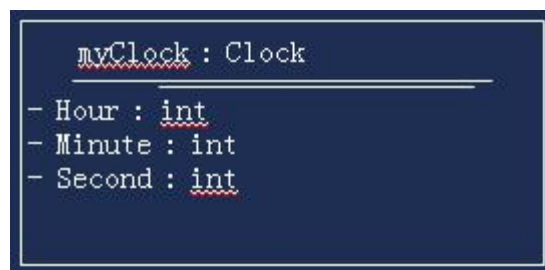 myClock : Clock
- Hour : int
- Minute : int
- Second : int